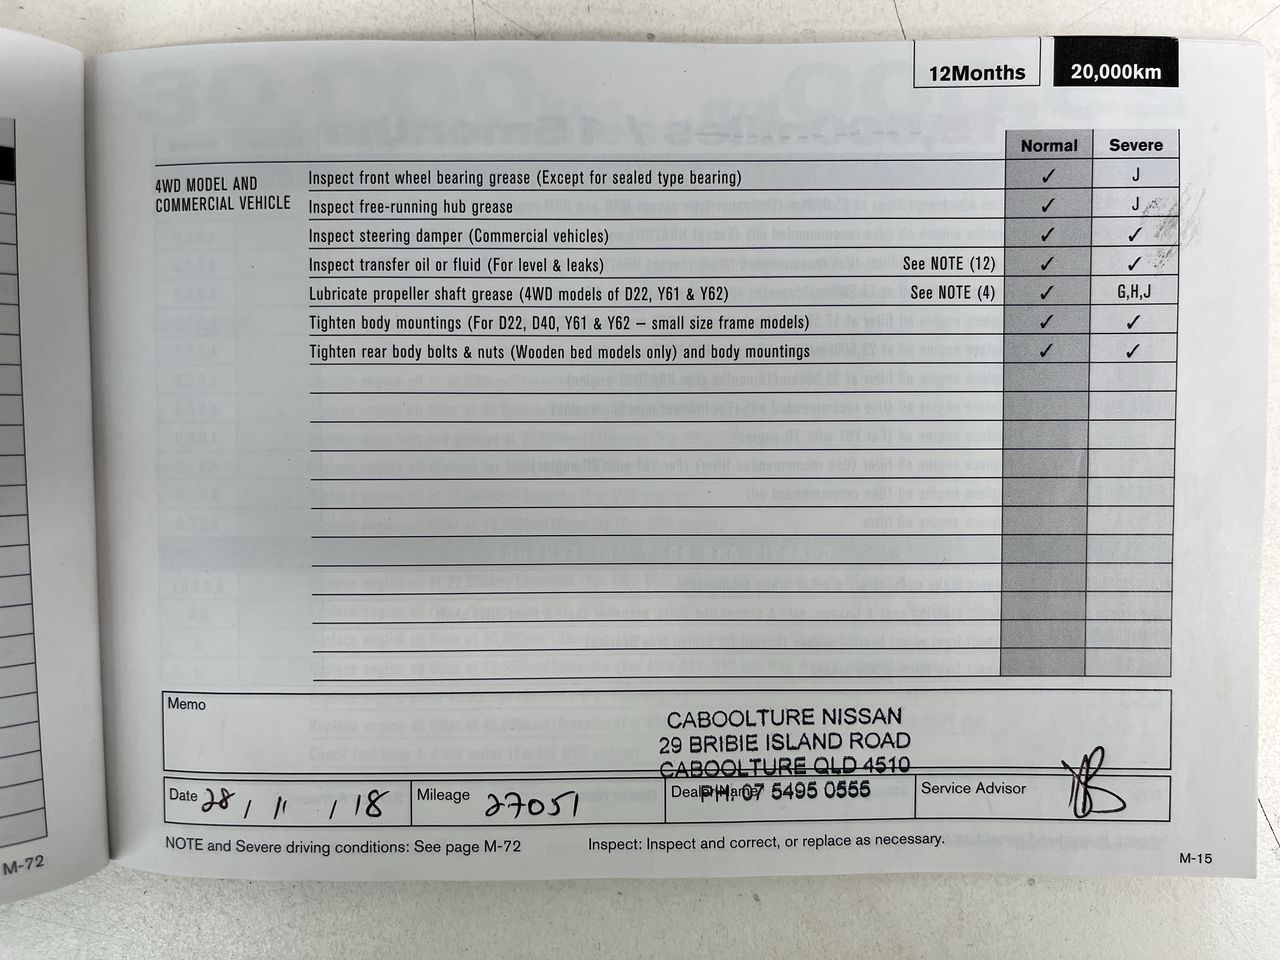 12Months 20,000km
Normal Severe
4WD MODEL AND
COMMERCIAL VEHICLE
Inspect front wheel bearing grease (Except for sealed type bearing) ✓ J
Inspect free-running hub grease ✓ J
Inspect steering damper (Commercial vehicles) ✓ ✓
Inspect transfer oil or fluid (For level & leaks) See NOTE (12) ✓ ✓
Lubricate propeller shaft grease (4WD models of D22, Y61 & Y62) See NOTE (4) ✓ G,H,J
Tighten body mountings (For D22, D40, Y61 & Y62 – small size frame models) ✓ ✓
Tighten rear body bolts & nuts (Wooden bed models only) and body mountings ✓ ✓
Memo
CABOOLTURE NISSAN
29 BRIBIE ISLAND ROAD
CABOOLTURE QLD 4510
PH: 07 5495 0555
Date 28 / 11 / 18 Mileage 27051 Dealer Name Service Advisor
NOTE and Severe driving conditions: See page M-72 Inspect: Inspect and correct, or replace as necessary.
M-15
M-72